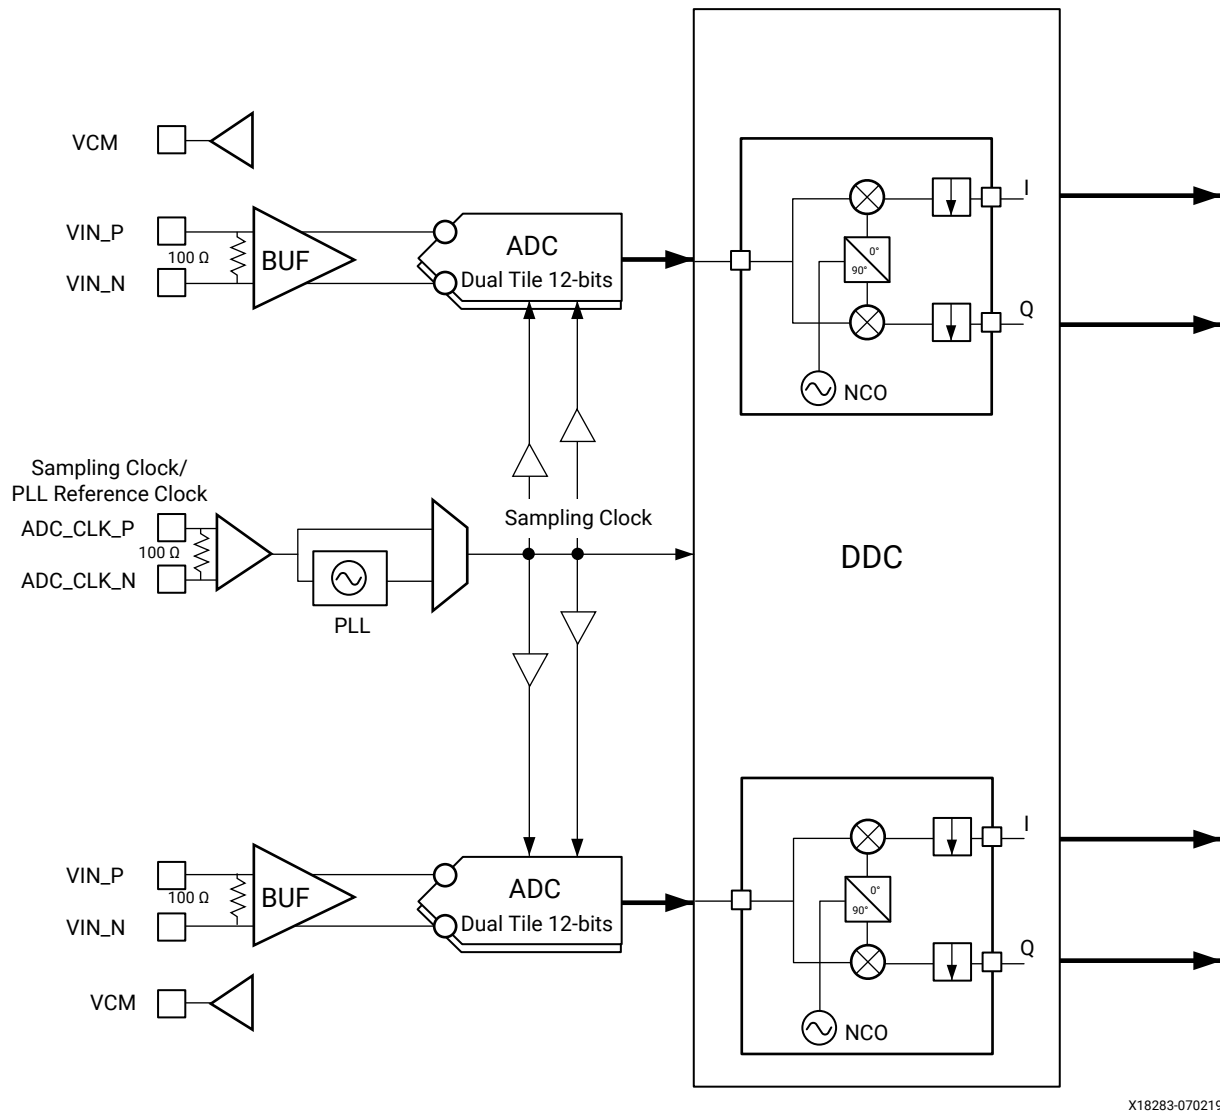 VCM
VIN_P
100 Ω
VIN_N
BUF
ADC
Dual Tile 12-bits
I
0°
90°
Q
NCO
Sampling Clock/
PLL Reference Clock
ADC_CLK_P
100 Ω
ADC_CLK_N
PLL
Sampling Clock
DDC
VIN_P
100 Ω
VIN_N
BUF
ADC
Dual Tile 12-bits
I
0°
90°
Q
NCO
VCM
X18283-070219